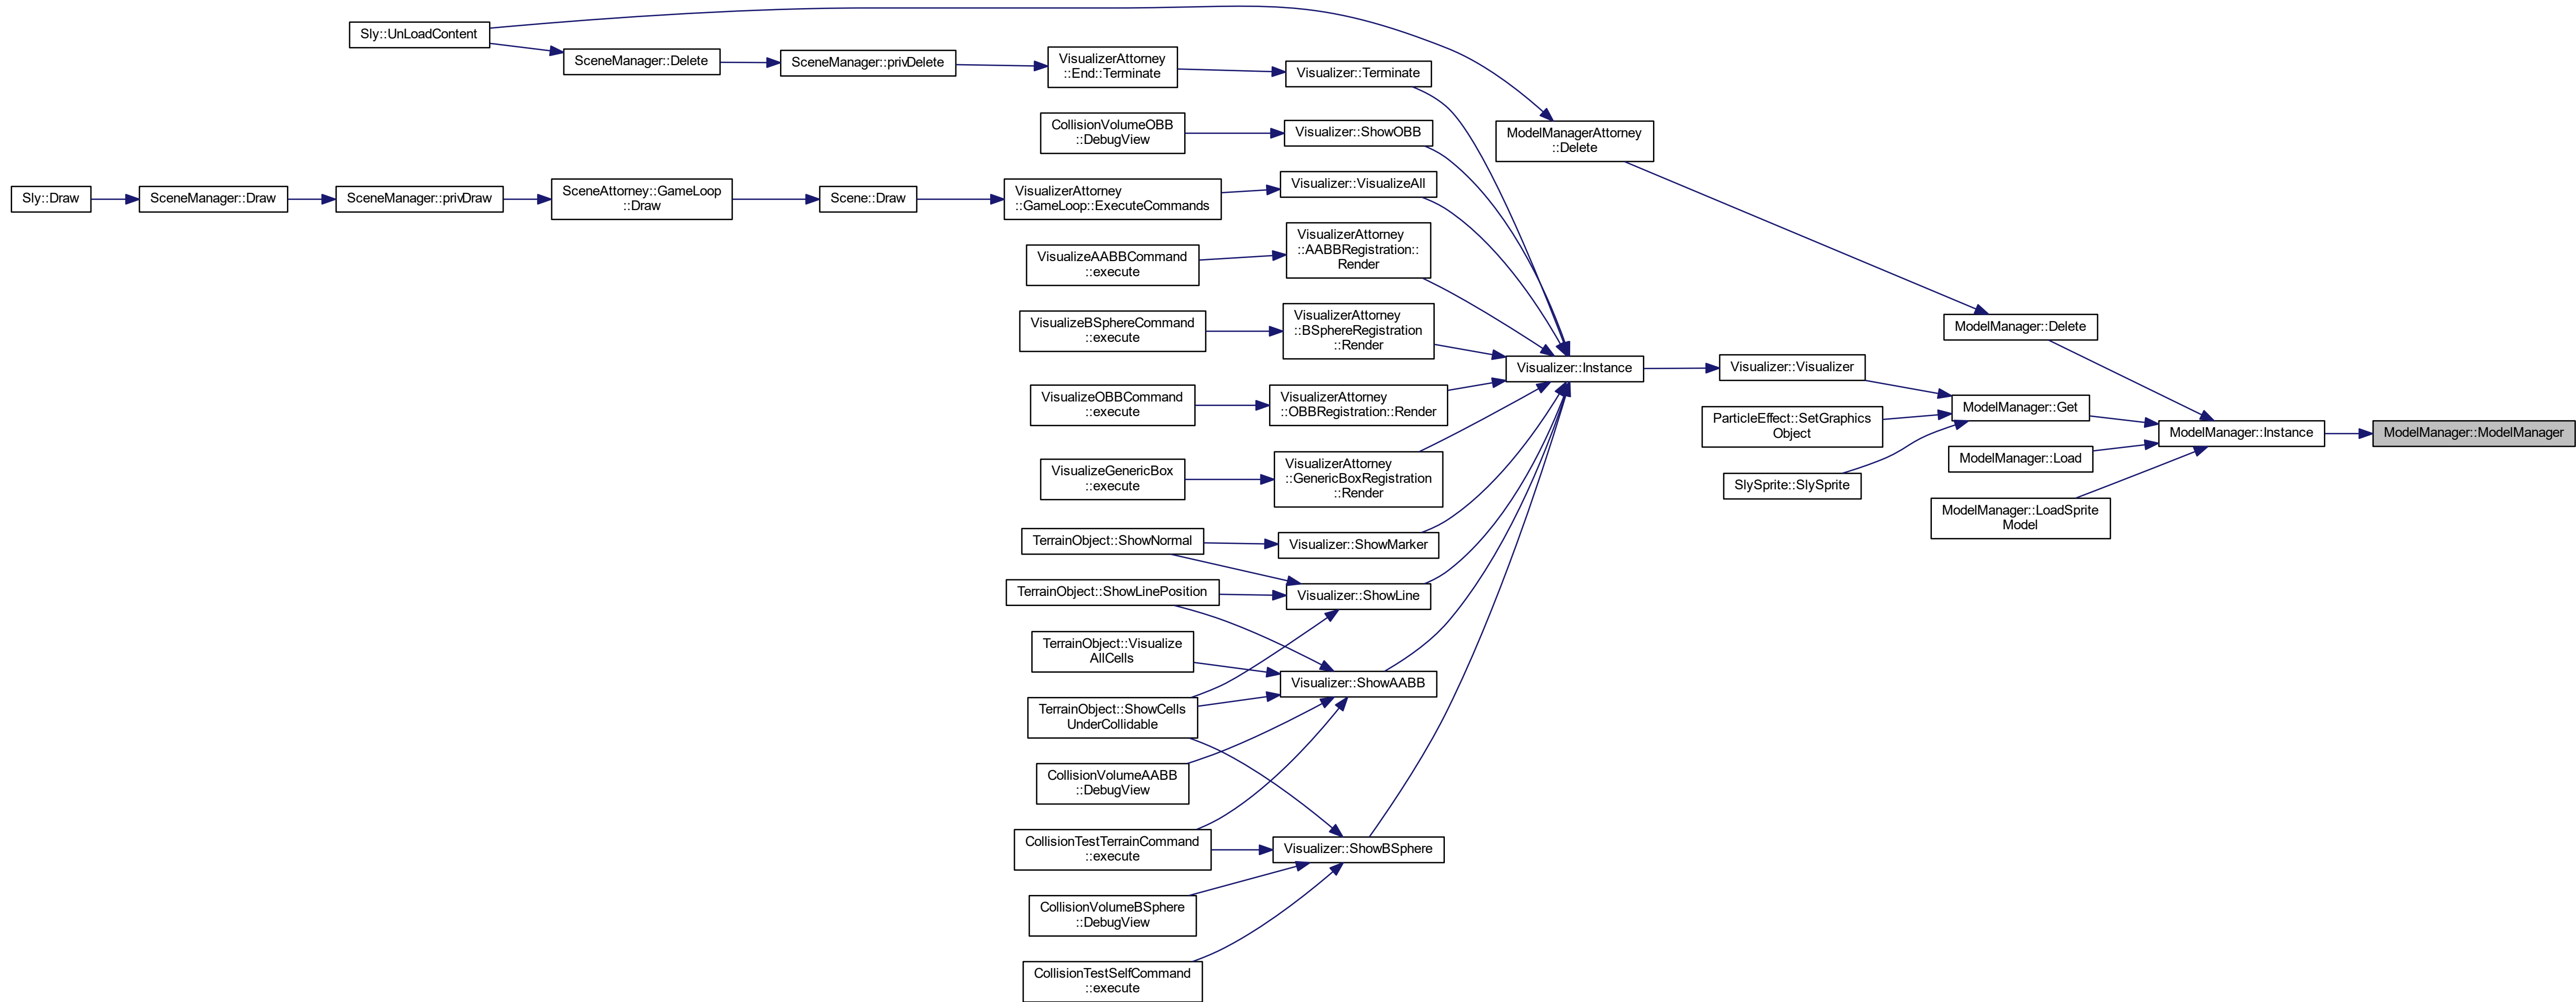 Sly::UnLoadContent
SceneManager::Delete
SceneManager::privDelete
VisualizerAttorney
::End::Terminate
Visualizer::Terminate
CollisionVolumeOBB
::DebugView
Visualizer::ShowOBB
ModelManagerAttorney
::Delete
Sly::Draw
SceneManager::Draw
SceneManager::privDraw
SceneAttorney::GameLoop
::Draw
Scene::Draw
VisualizerAttorney
::GameLoop::ExecuteCommands
Visualizer::VisualizeAll
VisualizeAABBCommand
::execute
VisualizerAttorney
::AABBRegistration::
Render
VisualizeBSphereCommand
::execute
VisualizerAttorney
::BSphereRegistration
::Render
ModelManager::Delete
Visualizer::Instance
Visualizer::Visualizer
VisualizeOBBCommand
::execute
VisualizerAttorney
::OBBRegistration::Render
ModelManager::Get
ParticleEffect::SetGraphics
Object
ModelManager::Instance
ModelManager::ModelManager
ModelManager::Load
VisualizeGenericBox
::execute
VisualizerAttorney
::GenericBoxRegistration
::Render
SlySprite::SlySprite
ModelManager::LoadSprite
Model
TerrainObject::ShowNormal
Visualizer::ShowMarker
TerrainObject::ShowLinePosition
Visualizer::ShowLine
TerrainObject::Visualize
AllCells
Visualizer::ShowAABB
TerrainObject::ShowCells
UnderCollidable
CollisionVolumeAABB
::DebugView
CollisionTestTerrainCommand
::execute
Visualizer::ShowBSphere
CollisionVolumeBSphere
::DebugView
CollisionTestSelfCommand
::execute